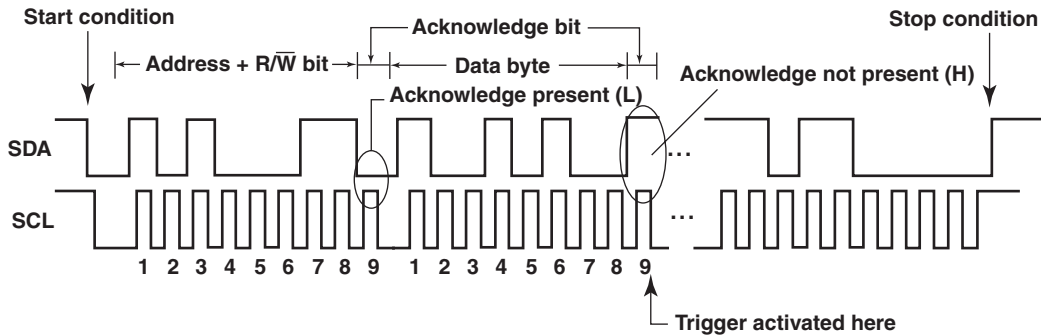 Start condition
Stop condition
Acknowledge bit
Address + R/W̅ bit
Data byte
Acknowledge not present (H)
Acknowledge present (L)
SDA
...
SCL
...
1 2 3 4 5 6 7 8 9 1 2 3 4 5 6 7 8 9
Trigger activated here